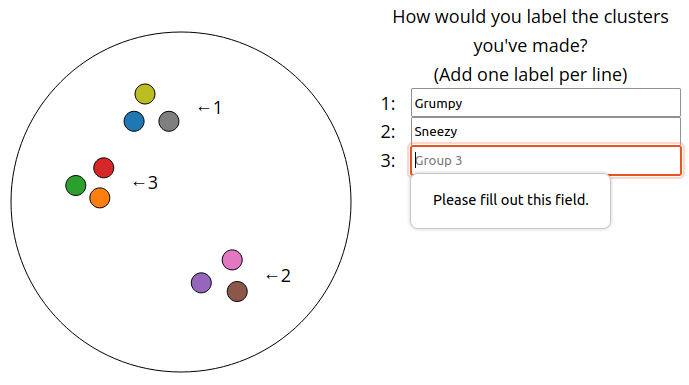 How would you label the clusters
you've made?
(Add one label per line)
←1
1: Grumpy
2: Sneezy
3: Group 3
←3
Please fill out this field.
←2